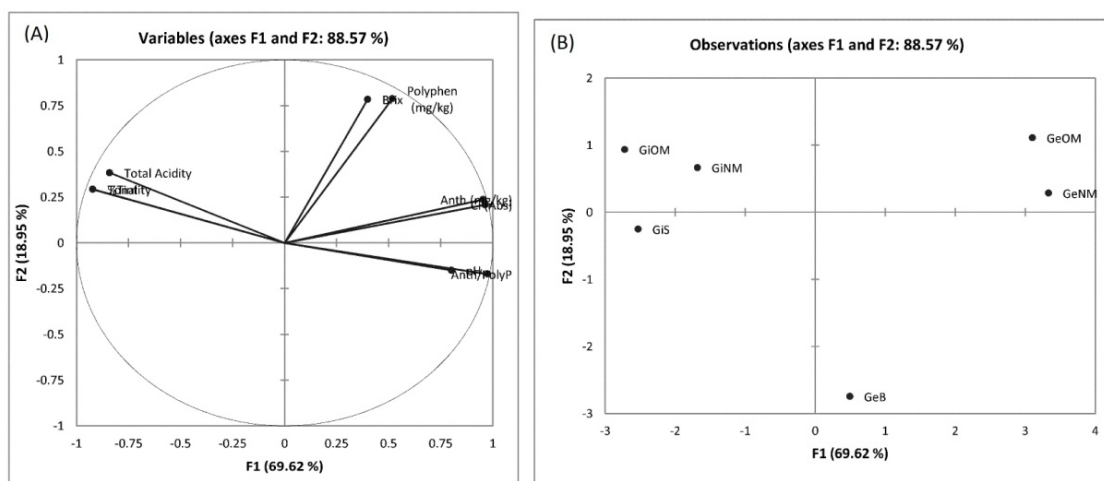 (A)
Variables (axes F1 and F2: 88.57 %)
1
0.75
0.5
0.25
0
-0.25
-0.5
-0.75
-1
F2 (18.95 %)
Polyphen
(mg/kg)
Total Acidity
Anth (mg/kg)
Anth/PolyP
-1
-0.75
-0.5
-0.25
0
0.25
0.5
0.75
1
F1 (69.62 %)
(B)
Observations (axes F1 and F2: 88.57 %)
2
1
0
-1
-2
-3
F2 (18.95 %)
GiOM
GiNM
GiS
GeOM
GeNM
GeB
-3
-2
-1
0
1
2
3
4
F1 (69.62 %)